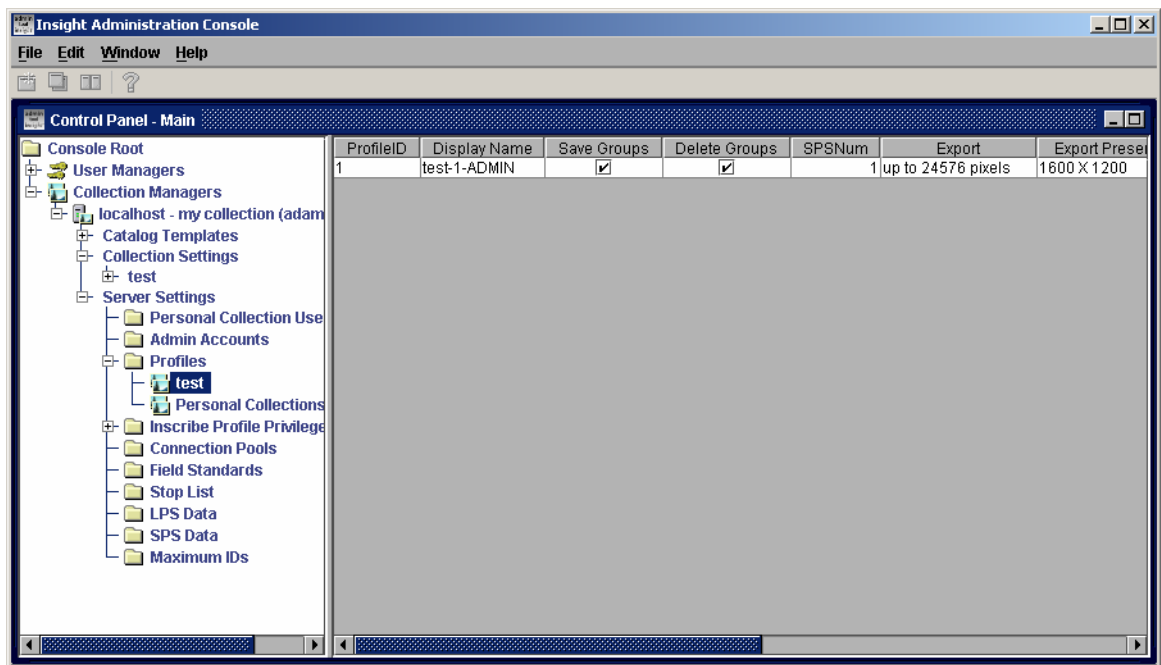 Insight Administration Console
File Edit Window Help
Control Panel - Main
Console Root
User Managers
Collection Managers
localhost - my collection (adam
Catalog Templates
Collection Settings
test
Server Settings
Personal Collection Use
Admin Accounts
Profiles
test
Personal Collections
Inscribe Profile Privilege
Connection Pools
Field Standards
Stop List
LPS Data
SPS Data
Maximum IDs
ProfileID Display Name Save Groups Delete Groups SPSNum Export Export Preser
1 test-1-ADMIN 1 up to 24576 pixels 1600 X 1200